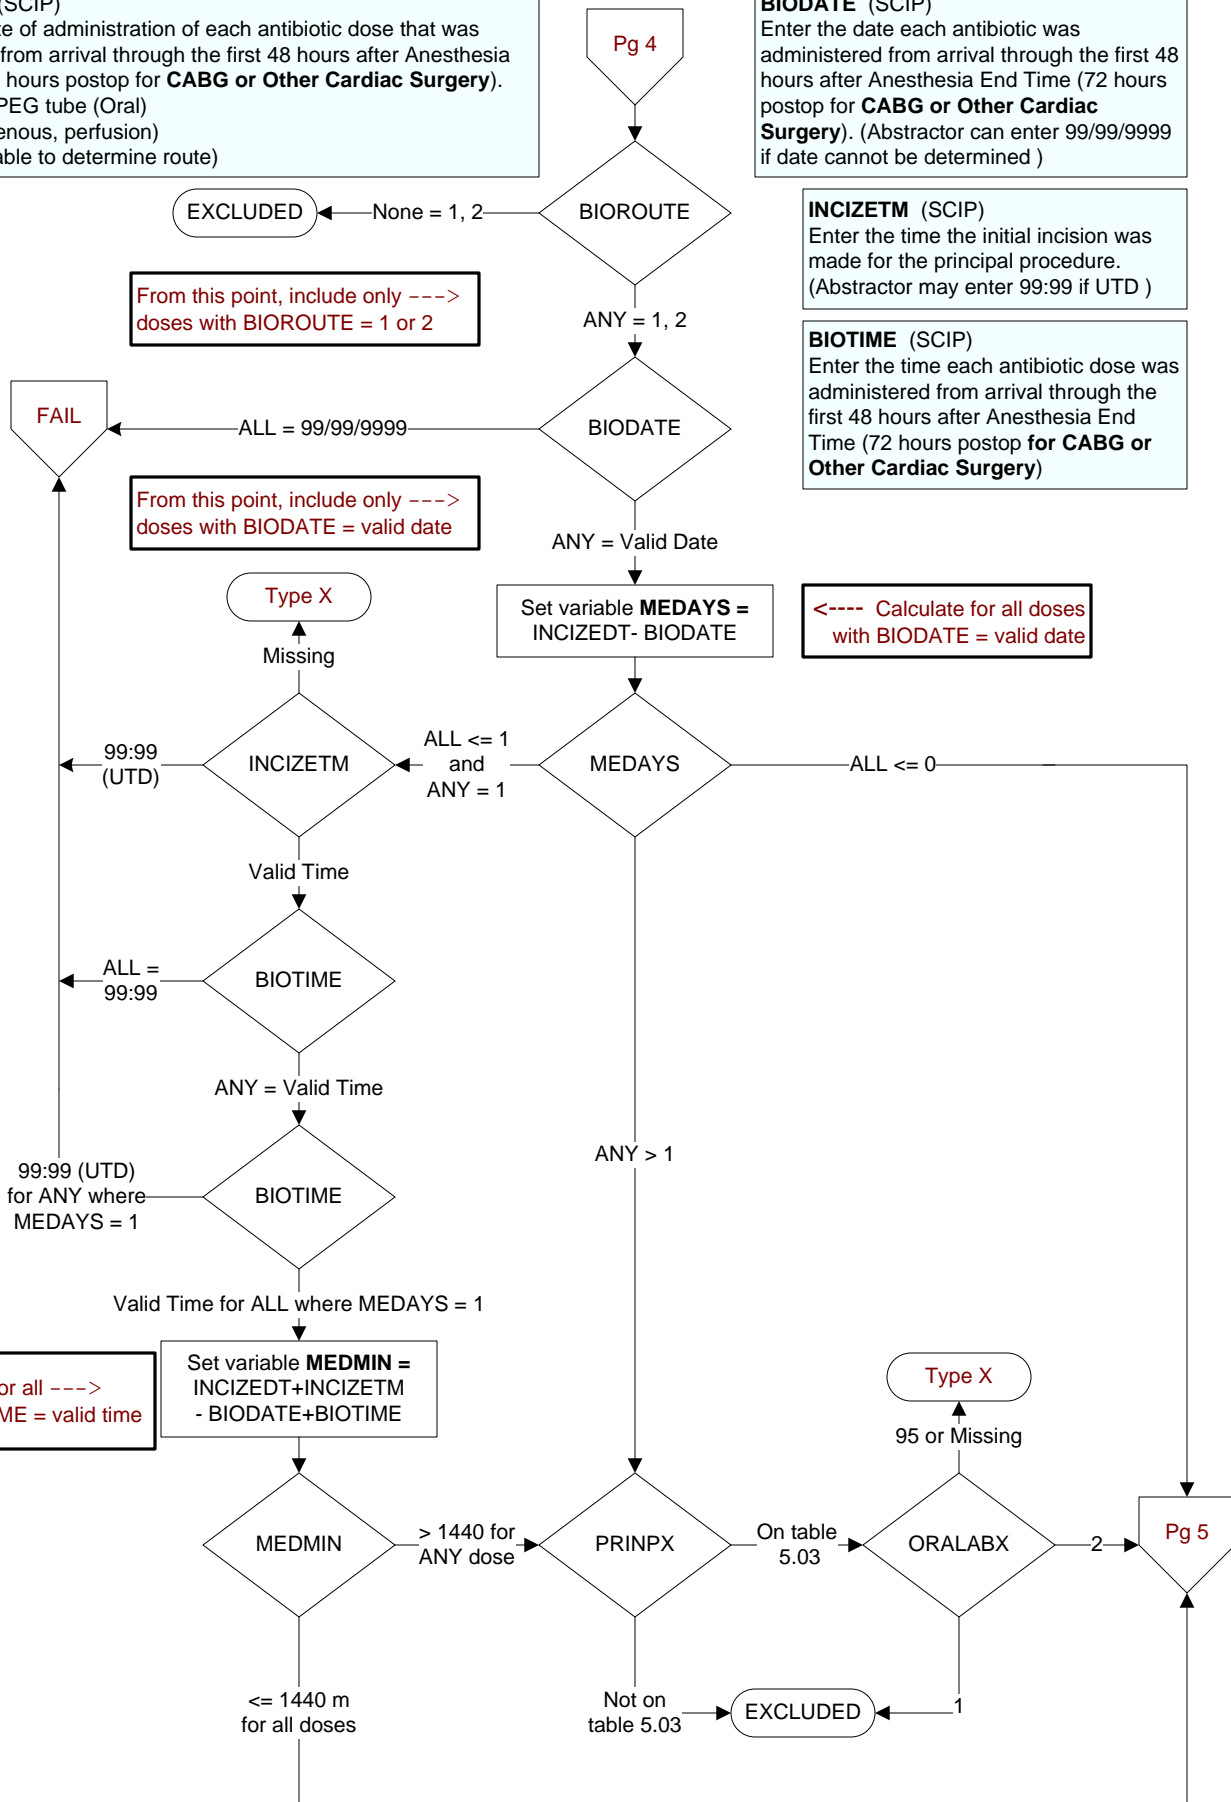 (SCIP)
te of administration of each antibiotic dose that was
from arrival through the first 48 hours after Anesthesia
hours postop for CABG or Other Cardiac Surgery).
PEG tube (Oral)
enous, perfusion)
able to determine route)
Pg 4
BIODATE (SCIP)
Enter the date each antibiotic was
administered from arrival through the first 48
hours after Anesthesia End Time (72 hours
postop for CABG or Other Cardiac
Surgery). (Abstractor can enter 99/99/9999
if date cannot be determined )
EXCLUDED
None = 1, 2
BIOROUTE
INCIZETM (SCIP)
Enter the time the initial incision was
made for the principal procedure.
(Abstractor may enter 99:99 if UTD )
From this point, include only --->
doses with BIOROUTE = 1 or 2
ANY = 1, 2
BIOTIME (SCIP)
Enter the time each antibiotic dose was
administered from arrival through the
first 48 hours after Anesthesia End
Time (72 hours postop for CABG or
Other Cardiac Surgery)
FAIL
ALL = 99/99/9999
BIODATE
From this point, include only --->
doses with BIODATE = valid date
ANY = Valid Date
Type X
Set variable MEDAYS =
INCIZEDT- BIODATE
<---- Calculate for all doses
with BIODATE = valid date
Missing
99:99
(UTD)
INCIZETM
ALL <= 1
and
ANY = 1
MEDAYS
ALL <= 0
Valid Time
ALL =
99:99
BIOTIME
ANY = Valid Time
ANY > 1
99:99 (UTD)
for ANY where
MEDAYS = 1
BIOTIME
Valid Time for ALL where MEDAYS = 1
or all --->
ME = valid time
Set variable MEDMIN =
INCIZEDT+INCIZETM
- BIODATE+BIOTIME
Type X
95 or Missing
MEDMIN
> 1440 for
ANY dose
PRINPX
On table
5.03
ORALABX
2
Pg 5
<= 1440 m
for all doses
Not on
table 5.03
EXCLUDED
1